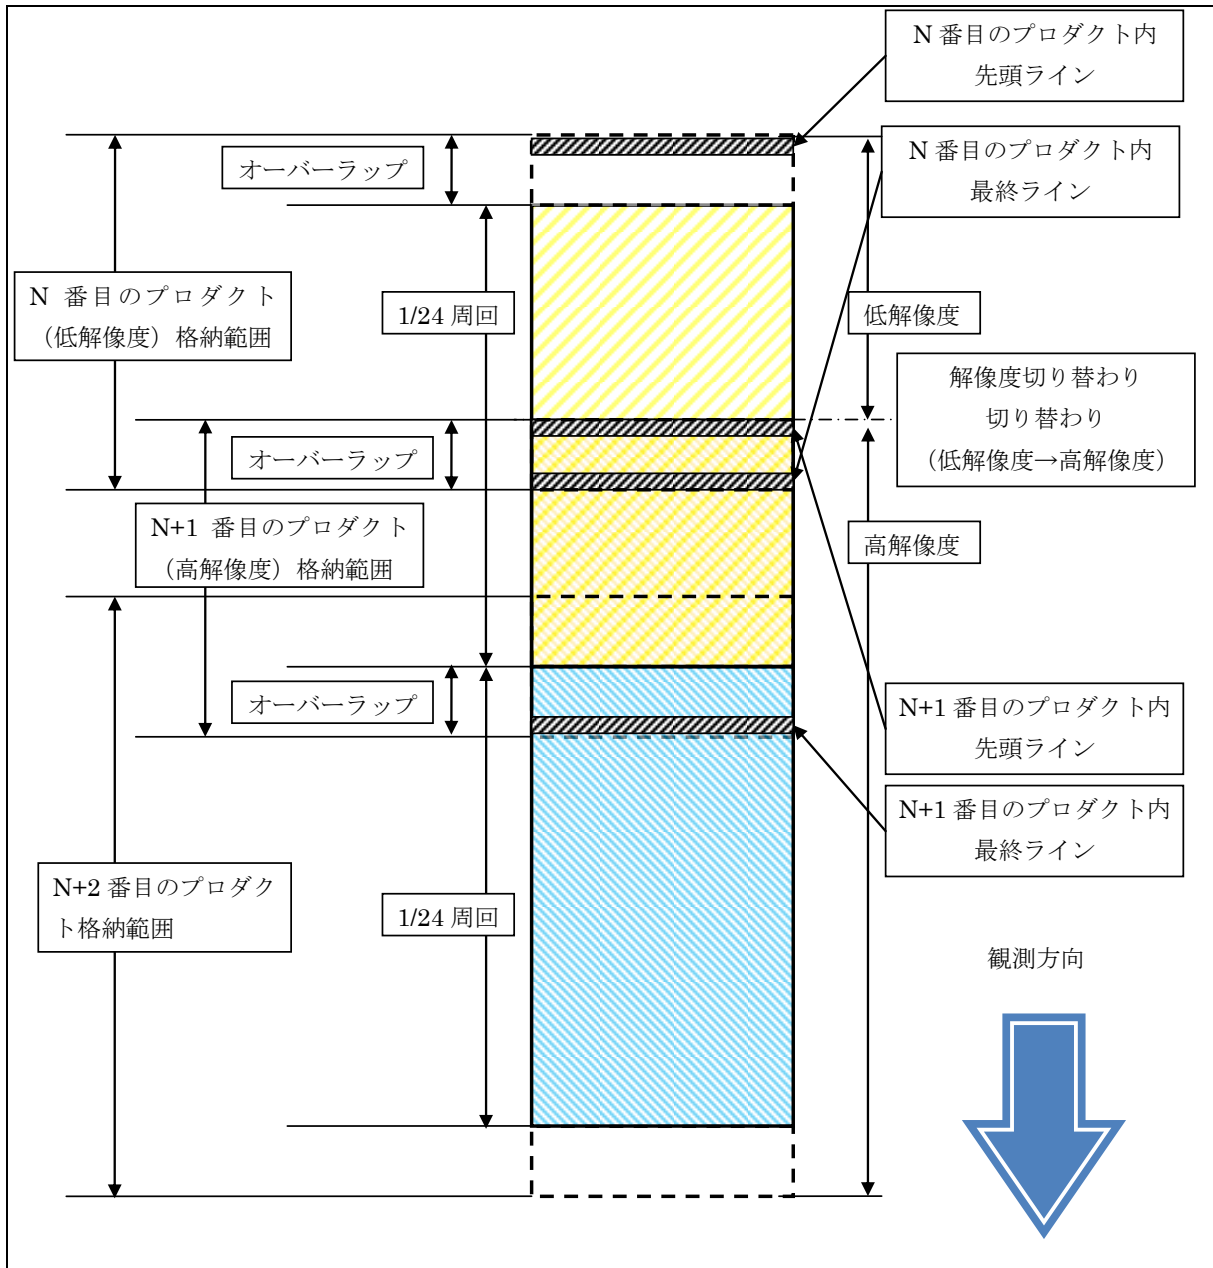 N 番目のプロダクト内
先頭ライン
N 番目のプロダクト内
最終ライン
オーバーラップ
N 番目のプロダクト
（低解像度）格納範囲
1/24 周回
低解像度
解像度切り替わり
切り替わり
（低解像度→高解像度）
オーバーラップ
N+1 番目のプロダクト
（高解像度）格納範囲
高解像度
オーバーラップ
N+1 番目のプロダクト内
先頭ライン
N+1 番目のプロダクト内
最終ライン
N+2 番目のプロダク
ト格納範囲
1/24 周回
観測方向